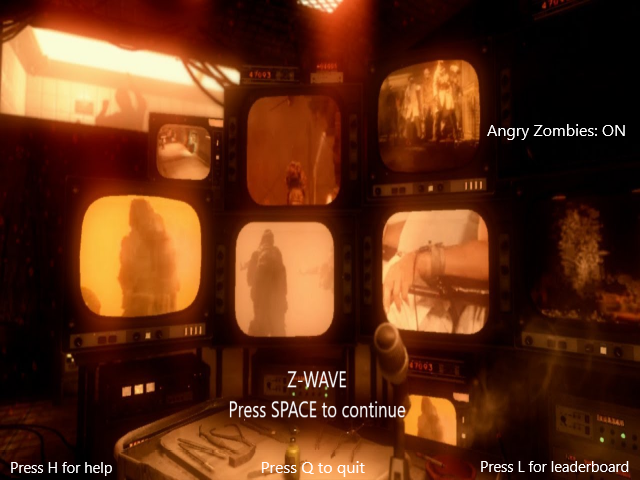 Angry Zombies: ON
Z-WAVE
Press SPACE to continue
Press H for help
Press Q to quit
Press L for leaderboard